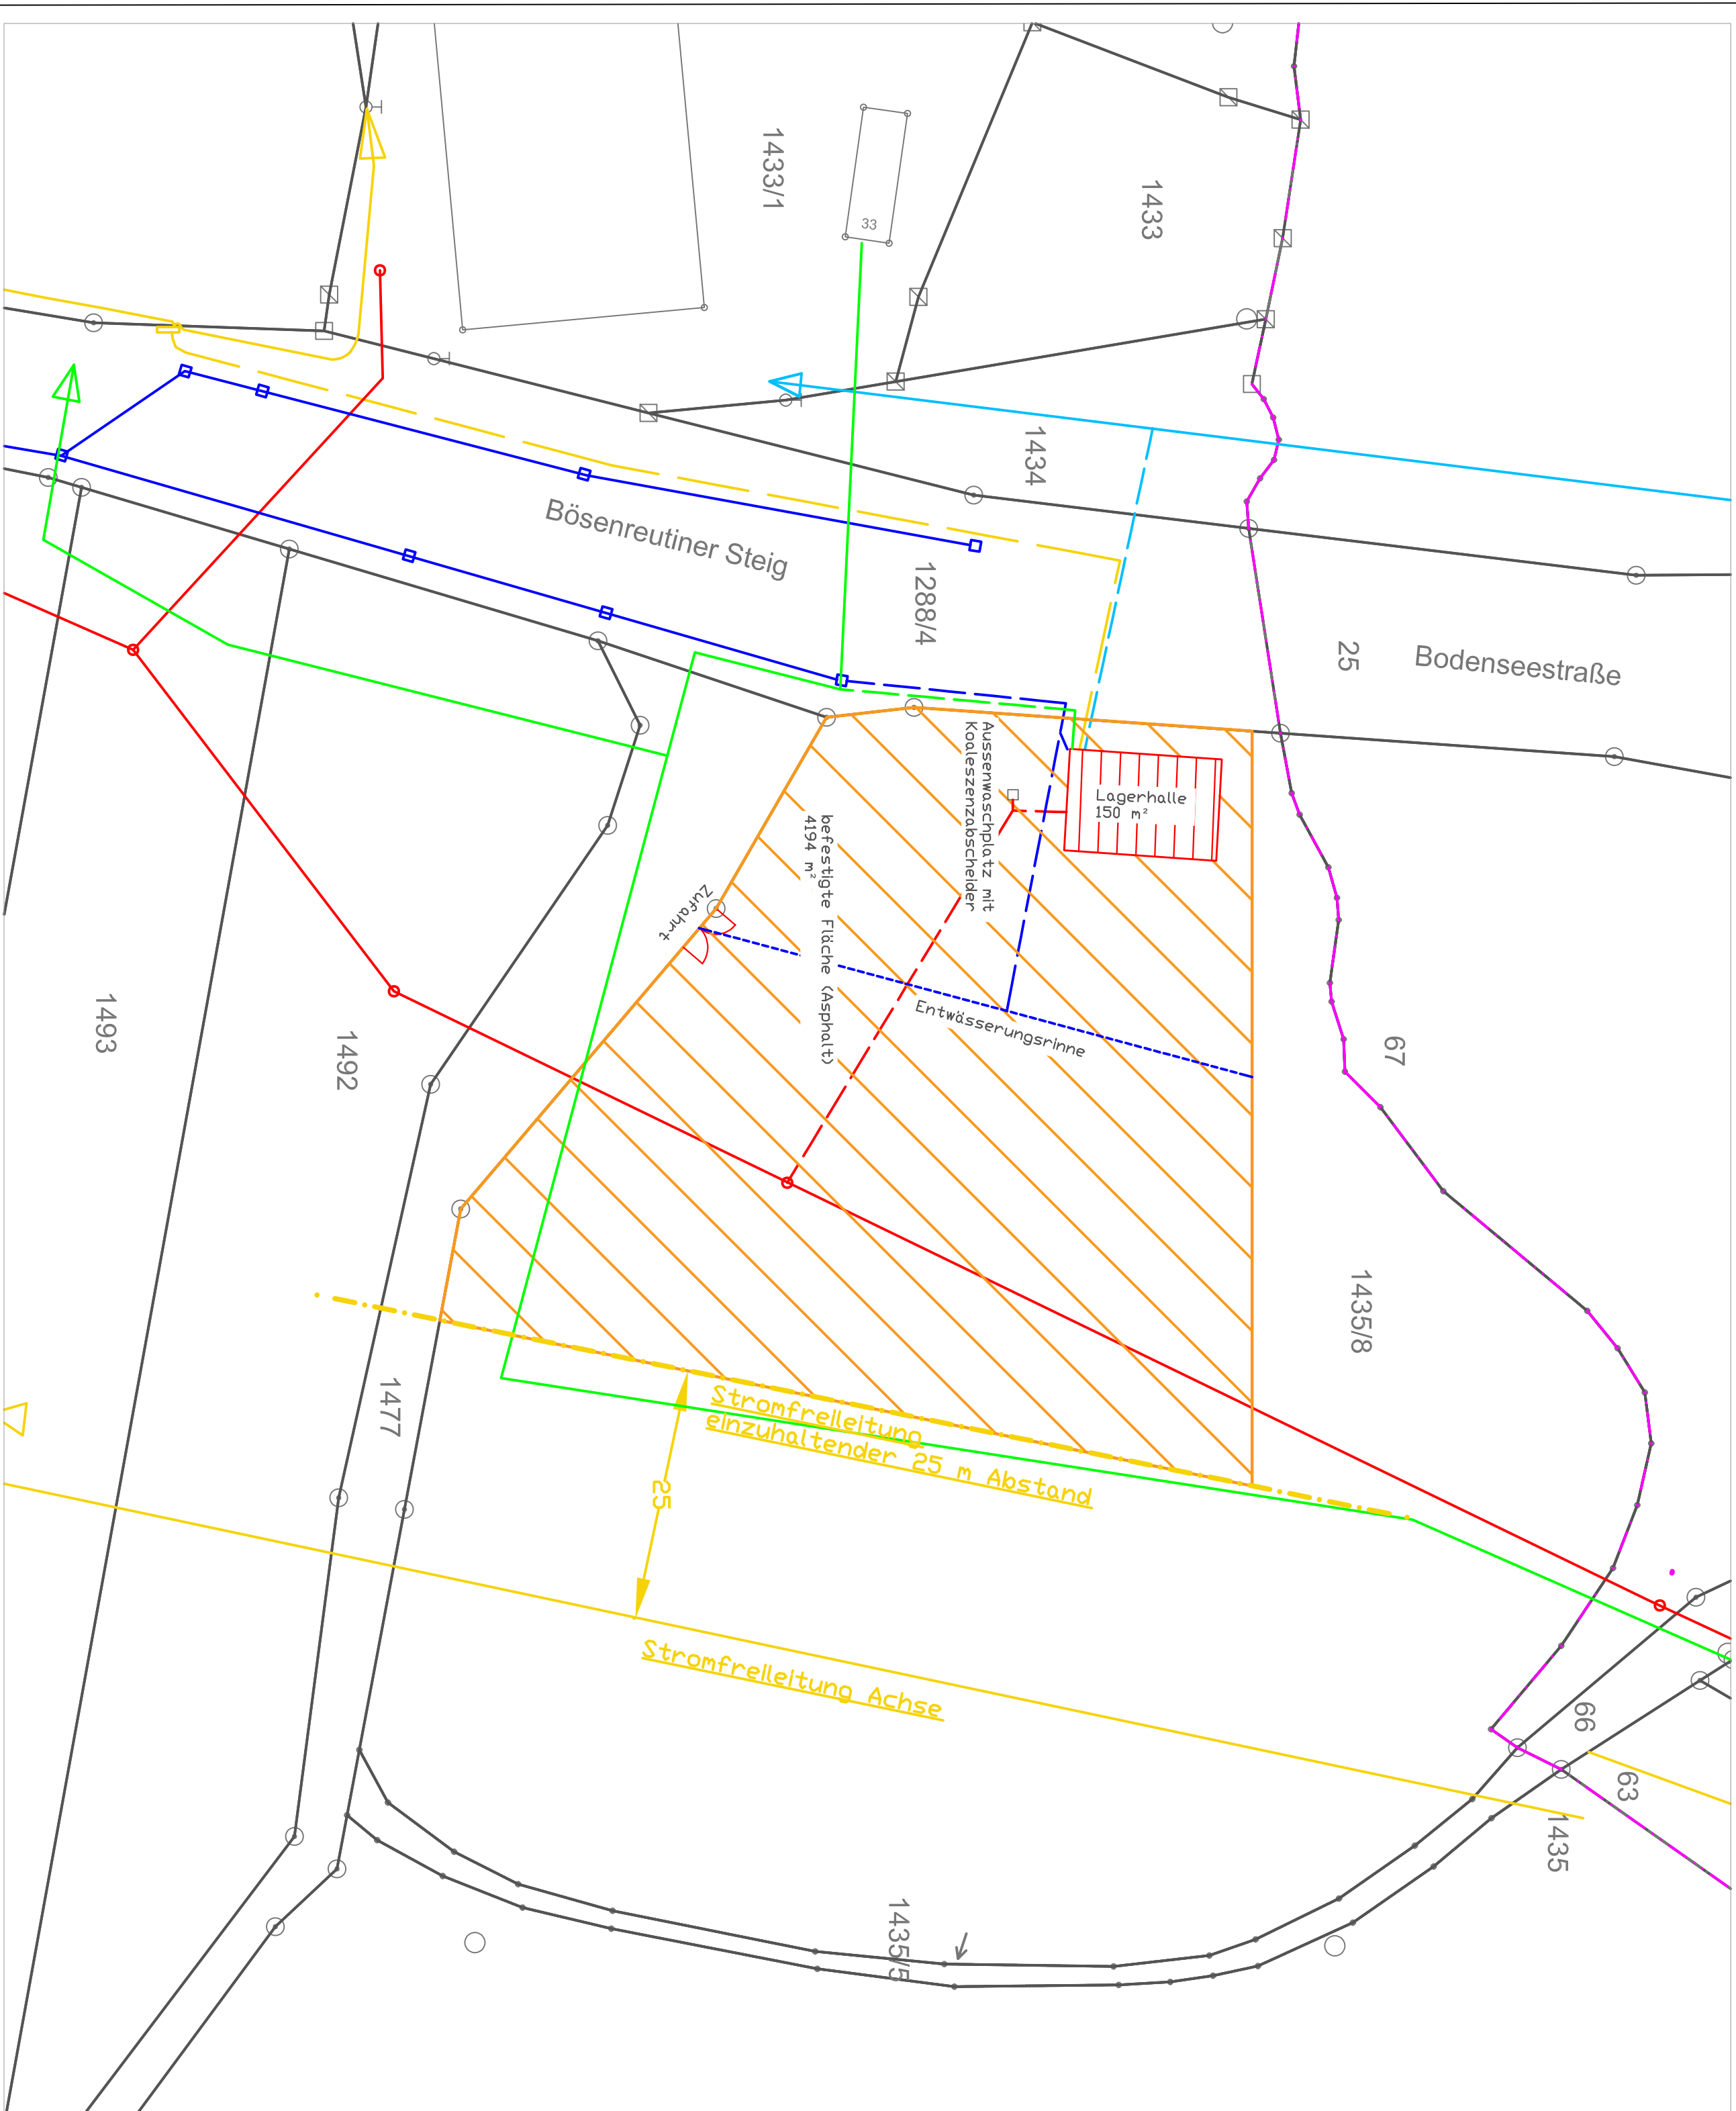 1433/1
33
1433
1434
Bösenreutiner Steig
1288/4
25
Bodenseestraße
Aussenwaschplatz mit
Koaleszenzabscheider
Lagerhalle
150 m²
befestigte Fläche (Asphalt)
4194 m²
Zufahrt
Entwässerungsrinne
1493
1492
67
1435/8
1477
Stromfreileitung
einzuhaltender 25 m Abstand
25
Stromfreileitung Achse
66
63
1435
1435/5